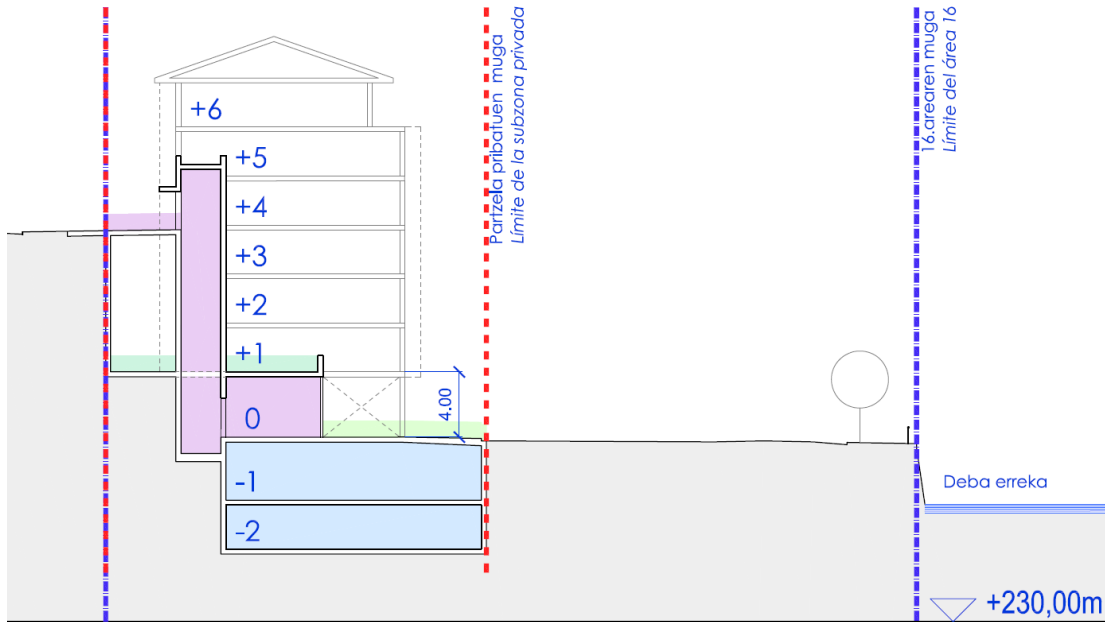 +6
+5
+4
+3
+2
+1
0
-1
-2
4.00
Partzela pribatuen muga
Límite de la subzona privada
16.arearen muga
Límite del área 16
Deba erreka
+230,00m